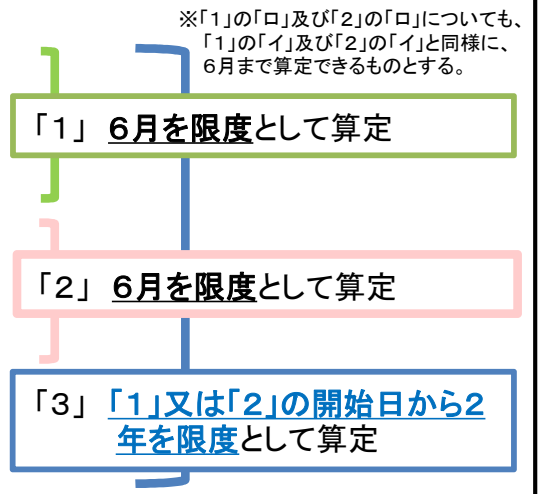 ※「1」の「ロ」及び「2」の「ロ」についても、
「1」の「イ」及び「2」の「イ」と同様に、
6月まで算定できるものとする。
「1」 6月を限度として算定
「2」 6月を限度として算定
「3」 「1」又は「2」の開始日から2
年を限度として算定